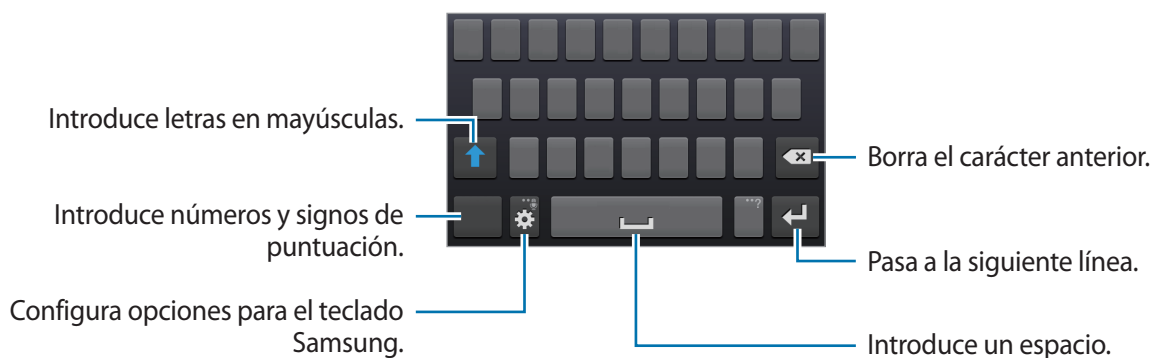 Introduce letras en mayúsculas.
Introduce números y signos de
puntuación.
Configura opciones para el teclado
Samsung.
Borra el carácter anterior.
Pasa a la siguiente línea.
Introduce un espacio.